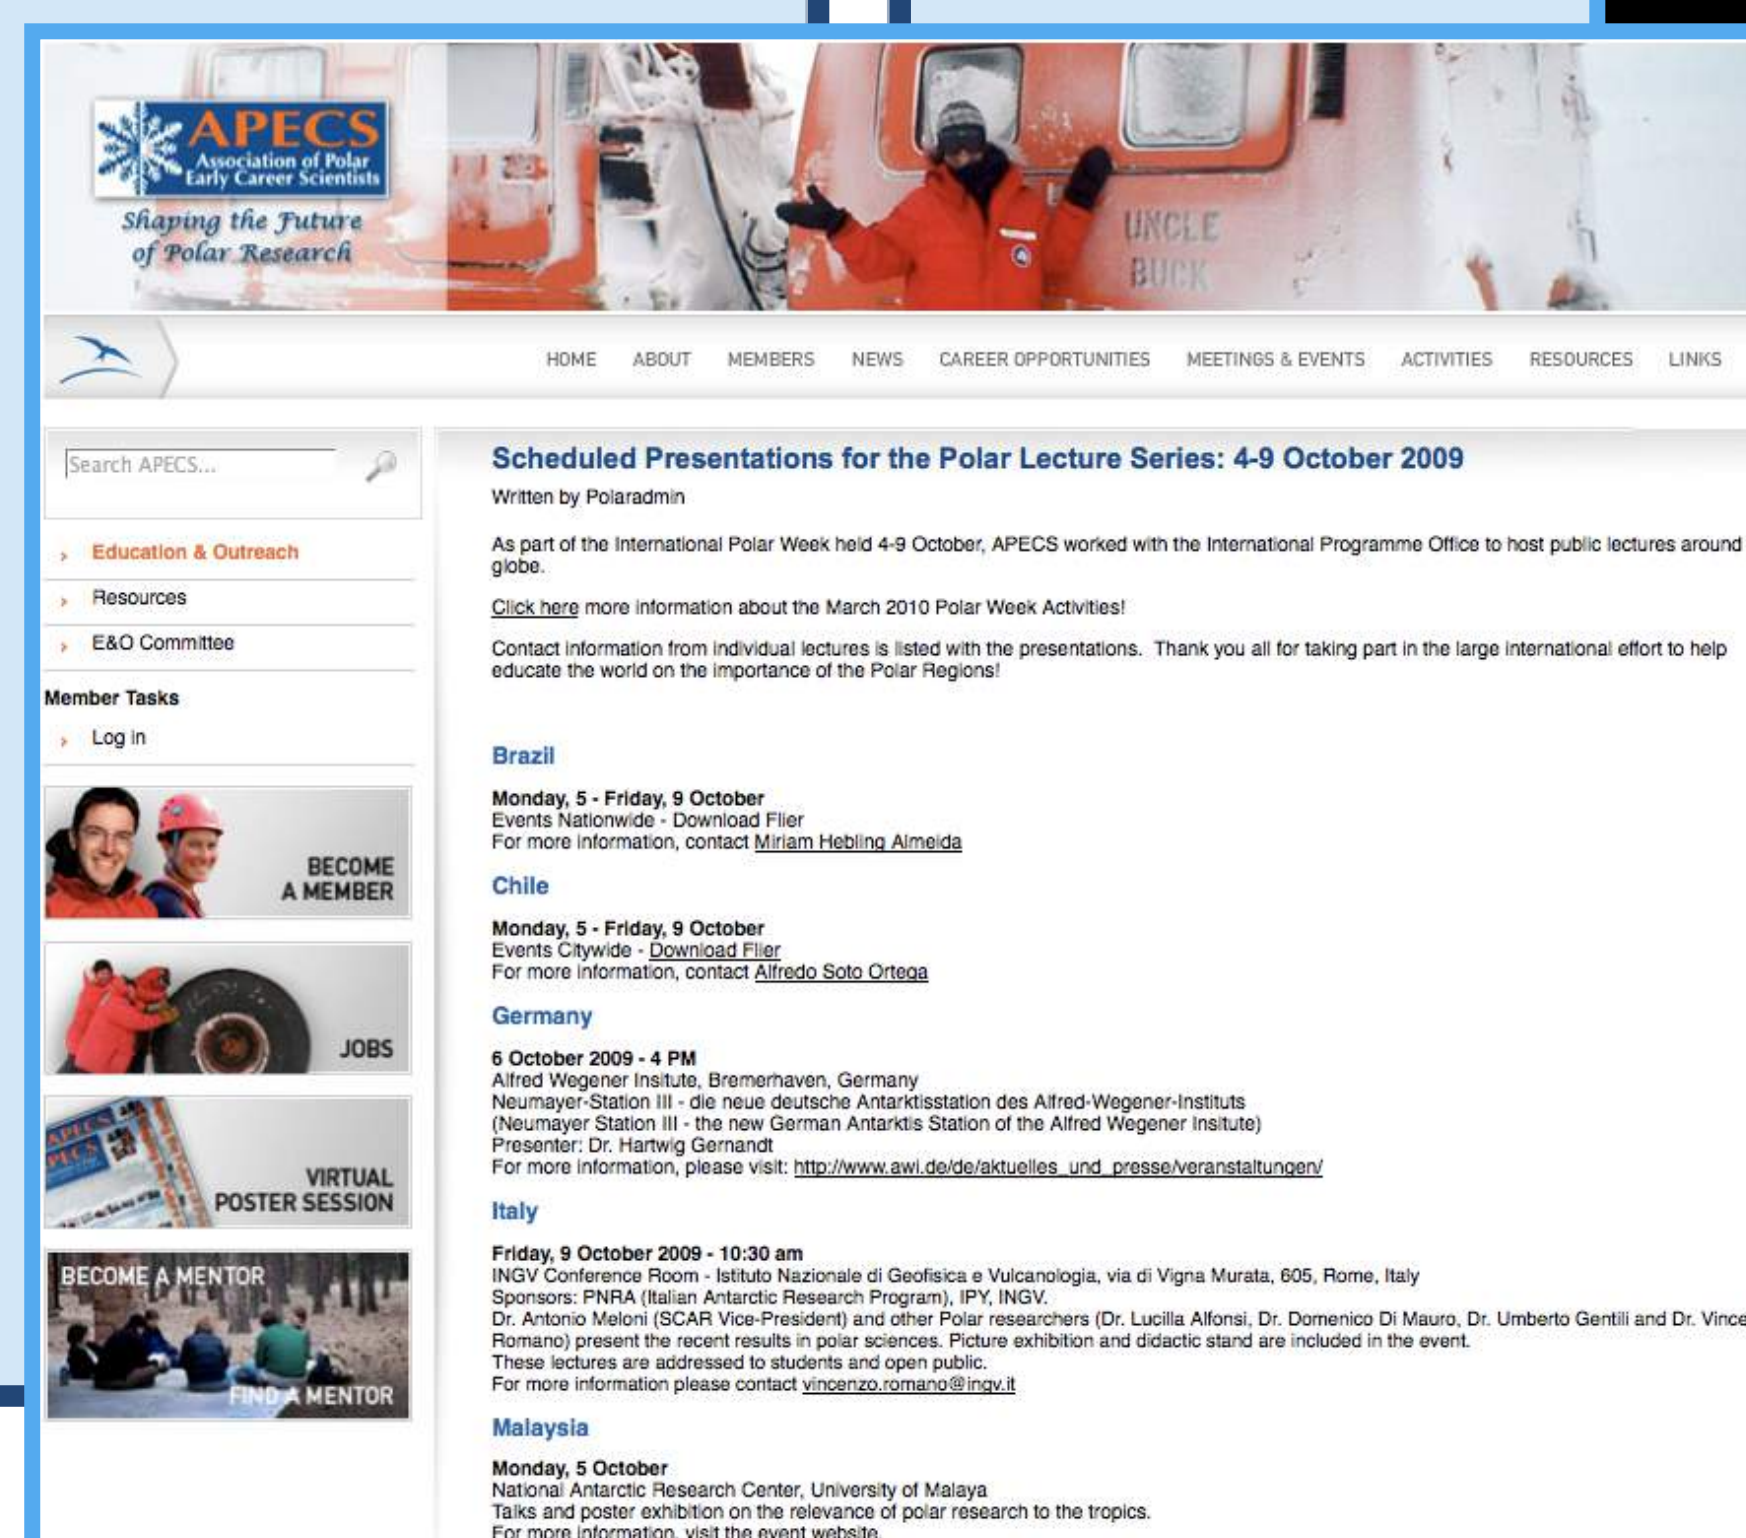 APECS
Association of Polar
Early Career Scientists
Shaping the Future
of Polar Research
UNCLE
BUCK
HOME ABOUT MEMBERS NEWS CAREER OPPORTUNITIES MEETINGS & EVENTS ACTIVITIES RESOURCES LINKS
Search APECS...
Education & Outreach
Resources
E&O Committee
Member Tasks
Log in
BECOME
A MEMBER
JOBS
APECS
APECS
VIRTUAL
POSTER SESSION
BECOME A MENTOR
FIND A MENTOR
Scheduled Presentations for the Polar Lecture Series: 4-9 October 2009
Written by Polaradmin
As part of the International Polar Week held 4-9 October, APECS worked with the International Programme Office to host public lectures around
globe.
Click here more information about the March 2010 Polar Week Activities!
Contact information from individual lectures is listed with the presentations. Thank you all for taking part in the large international effort to help
educate the world on the importance of the Polar Regions!
Brazil
Monday, 5 - Friday, 9 October
Events Nationwide - Download Flier
For more information, contact Miriam Hebling Almeida
Chile
Monday, 5 - Friday, 9 October
Events Citywide - Download Flier
For more information, contact Alfredo Soto Ortega
Germany
6 October 2009 - 4 PM
Alfred Wegener Insitute, Bremerhaven, Germany
Neumayer-Station III - die neue deutsche Antarktisstation des Alfred-Wegener-Instituts
(Neumayer Station III - the new German Antarktis Station of the Alfred Wegener Insitute)
Presenter: Dr. Hartwig Gernandt
For more information, please visit: http://www.awi.de/de/aktuelles_und_presse/veranstaltungen/
Italy
Friday, 9 October 2009 - 10:30 am
INGV Conference Room - Istituto Nazionale di Geofisica e Vulcanologia, via di Vigna Murata, 605, Rome, Italy
Sponsors: PNRA (Italian Antarctic Research Program), IPY, INGV.
Dr. Antonio Meloni (SCAR Vice-President) and other Polar researchers (Dr. Lucilla Alfonsi, Dr. Domenico Di Mauro, Dr. Umberto Gentili and Dr. Vince
Romano) present the recent results in polar sciences. Picture exhibition and didactic stand are included in the event.
These lectures are addressed to students and open public.
For more information please contact vincenzo.romano@ingv.it
Malaysia
Monday, 5 October
National Antarctic Research Center, University of Malaya
Talks and poster exhibition on the relevance of polar research to the tropics.
For more information, visit the event website.